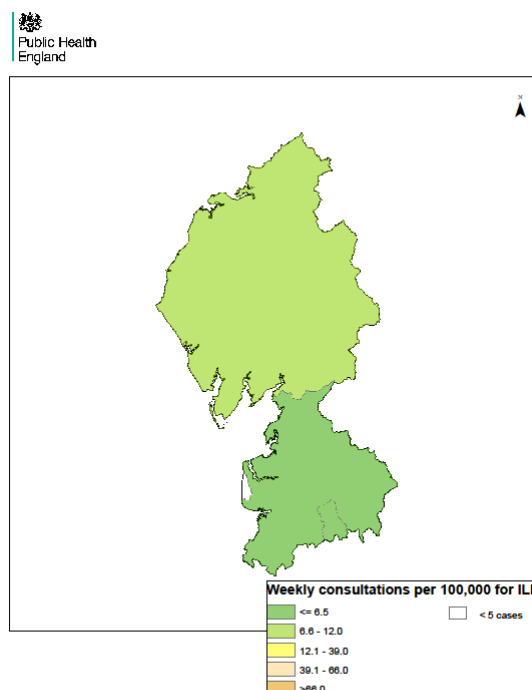 Public Health
England
N
Weekly consultations per 100,000 for ILI
<= 6.5
6.6 - 12.0
12.1 - 39.0
39.1 - 66.0
>66.0
< 5 cases